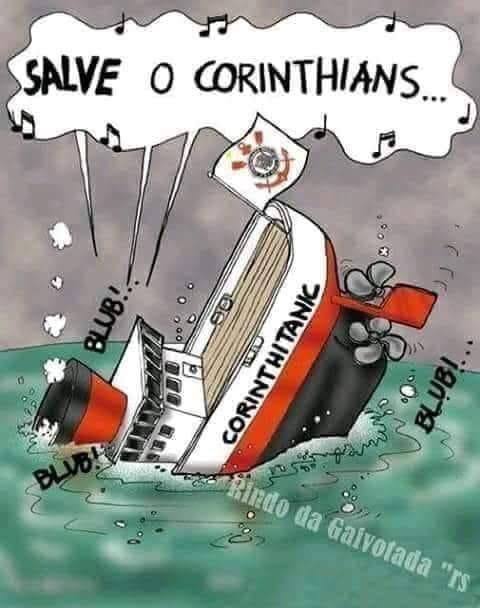 SALVE O CORINTHIANS...
BLUB!...
CORINTHITANIC
BLUB!...
BLUB!
Rindo da Gaivotada "rs